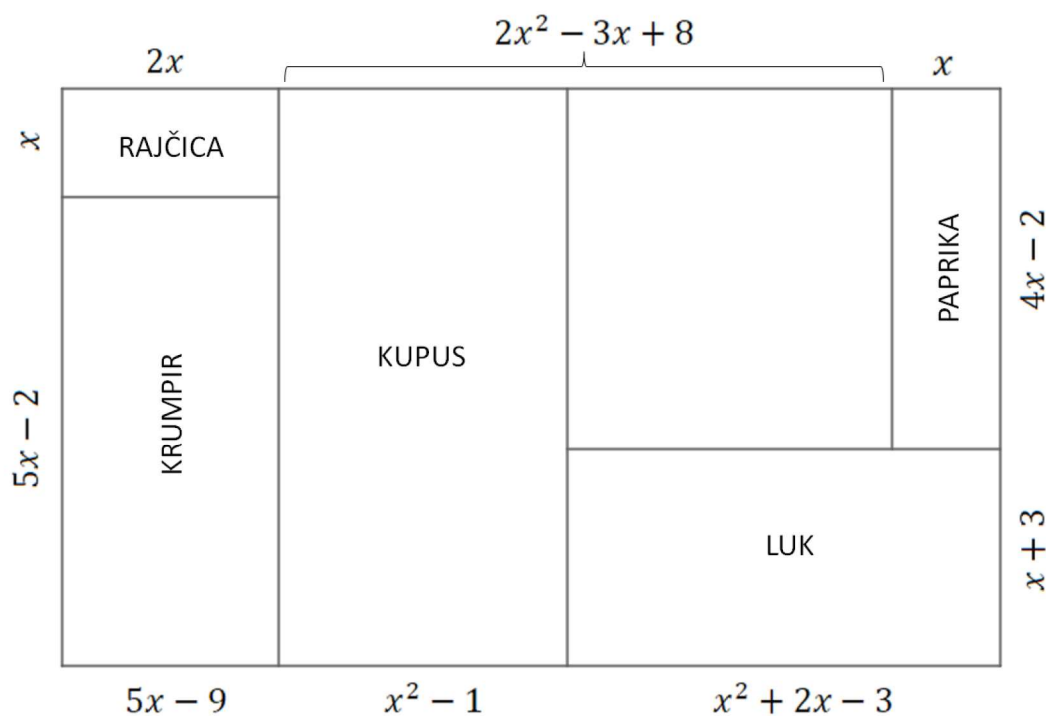 2x² − 3x + 8
2x
x
x
RAJČICA
PAPRIKA
4x − 2
KUPUS
KRUMPIR
5x − 2
LUK
x + 3
5x − 9
x² − 1
x² + 2x − 3